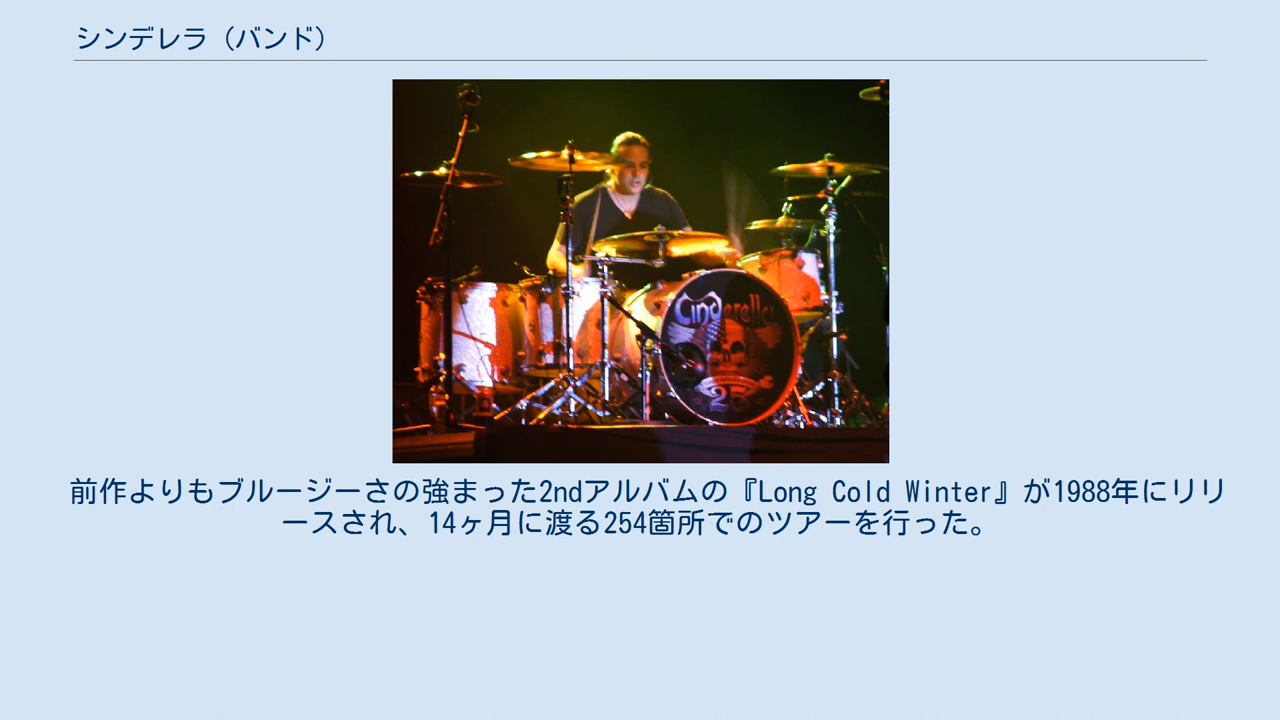 シンデレラ（バンド）
Cinderella
25
前作よりもブルージーさの強まった2ndアルバムの『Long Cold Winter』が1988年にリリ
ースされ、14ヶ月に渡る254箇所でのツアーを行った。